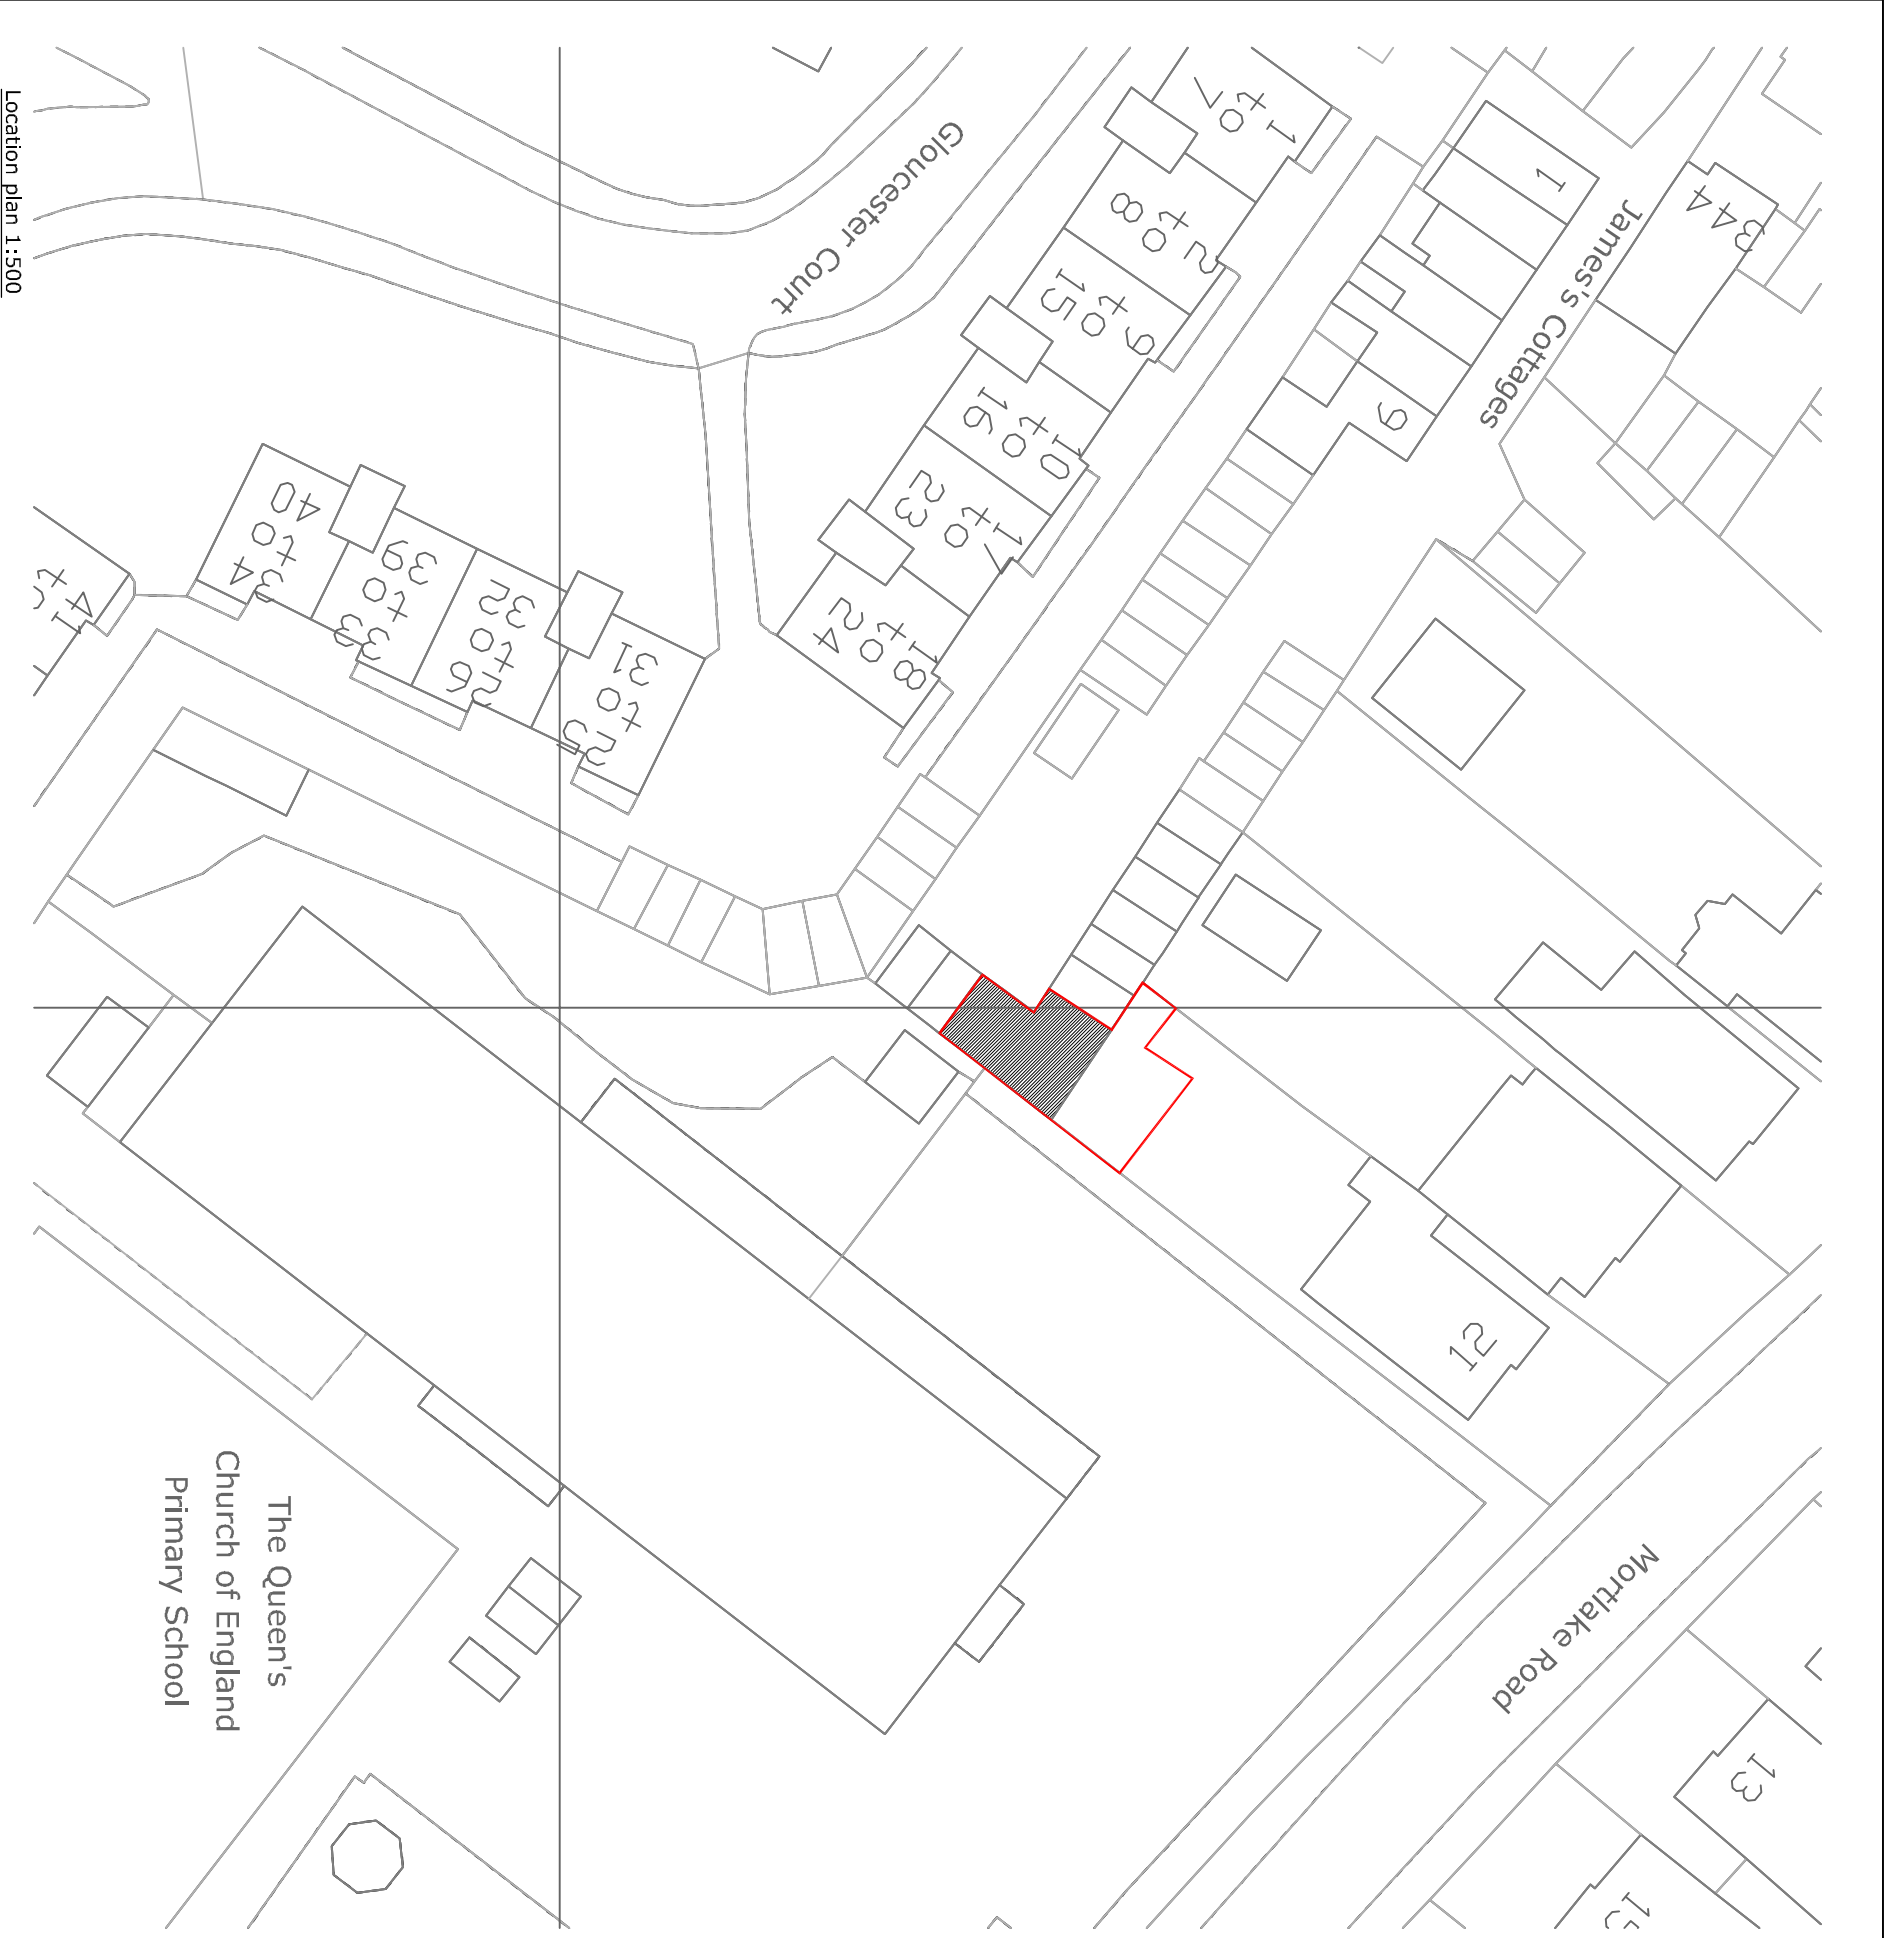 Location plan 1:500
Gloucester Court
James's Cottages
Mortlake Road
The Queen's
Church of England
Primary School
1 to 7
2 to 8
9 to 15
10 to 16
17 to 23
18 to 24
25 to 31
26 to 32
33 to 39
34 to 40
1
6
344
12
13